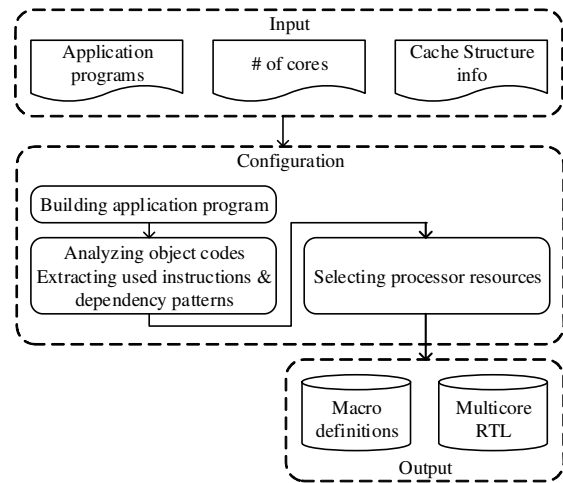 Input
Application
programs
# of cores
Cache Structure
info
Configuration
Building application program
Analyzing object codes
Extracting used instructions &
dependency patterns
Selecting processor resources
Macro
definitions
Multicore
RTL
Output